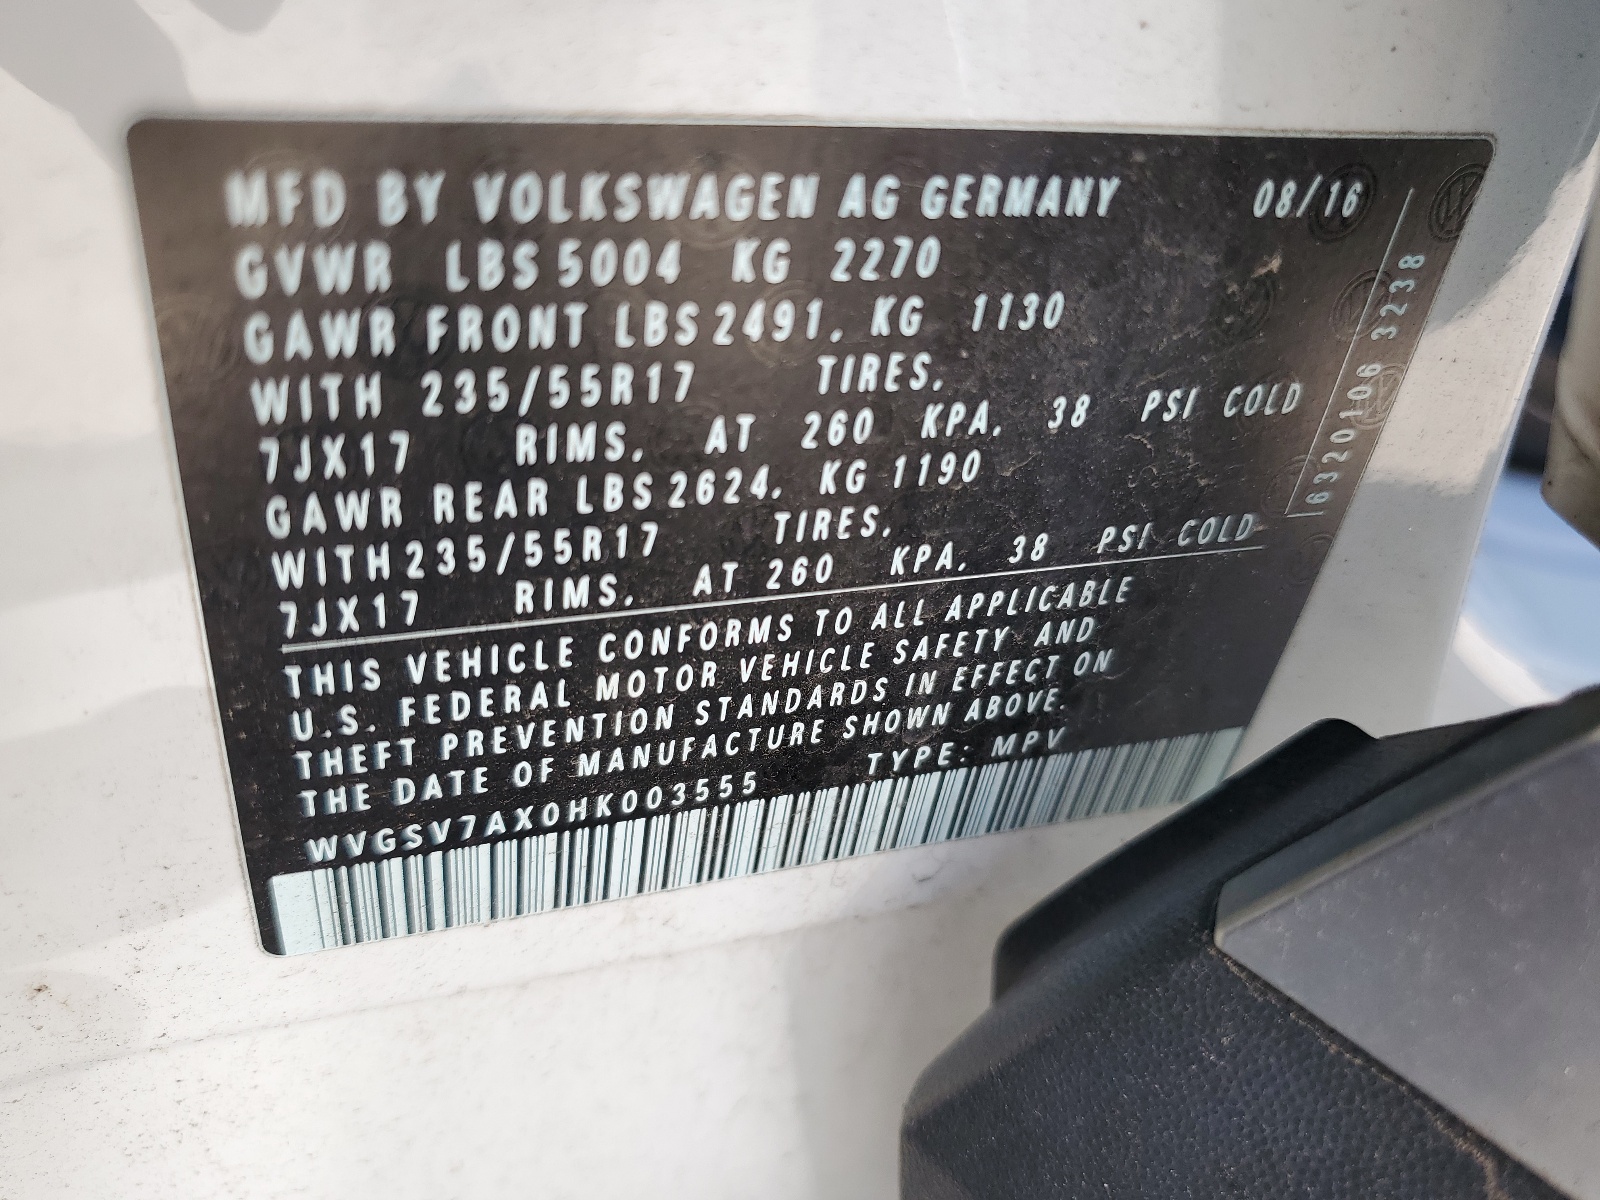 MFD BY VOLKSWAGEN AG GERMANY 08/16
GVWR LBS 5004 KG 2270
GAWR FRONT LBS 2491. KG 1130
WITH 235/55R17 TIRES.
7JX17 RIMS. AT 260 KPA. 38 PSI COLD
GAWR REAR LBS 2624. KG 1190
WITH 235/55R17 TIRES.
7JX17 RIMS. AT 260 KPA. 38 PSI COLD
THIS VEHICLE CONFORMS TO ALL APPLICABLE
U.S. FEDERAL MOTOR VEHICLE SAFETY AND
THEFT PREVENTION STANDARDS IN EFFECT ON
THE DATE OF MANUFACTURE SHOWN ABOVE.
WVGSV7AX0HK003555 TYPE: MPV
6320106 3238